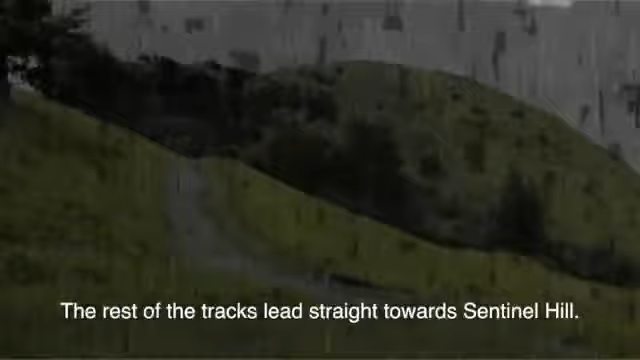 The rest of the tracks lead straight towards Sentinel Hill.